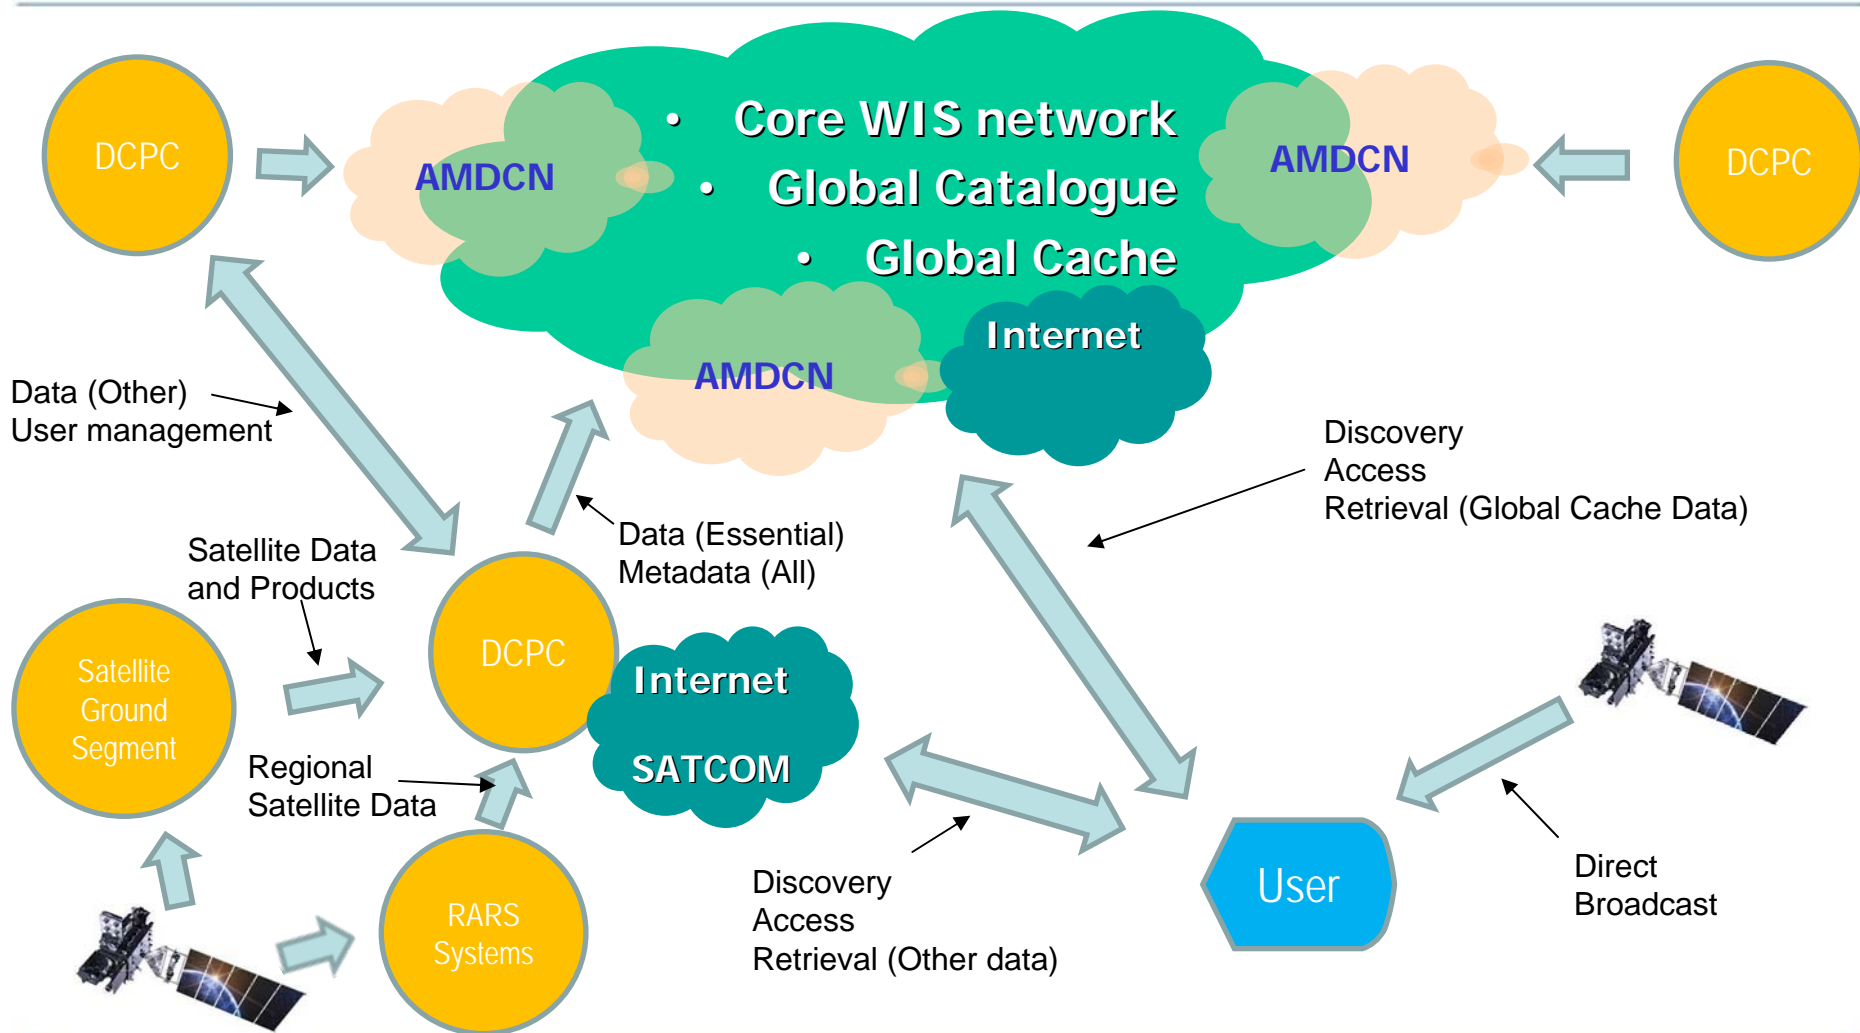 • Core WIS network
• Global Catalogue
• Global Cache
DCPC
AMDCN
AMDCN
DCPC
Internet
AMDCN
Data (Other)
User management
Discovery
Access
Retrieval (Global Cache Data)
Data (Essential)
Metadata (All)
Satellite Data
and Products
DCPC
Satellite
Ground
Segment
Internet
SATCOM
Regional
Satellite Data
RARS
Systems
Discovery
Access
Retrieval (Other data)
User
Direct
Broadcast